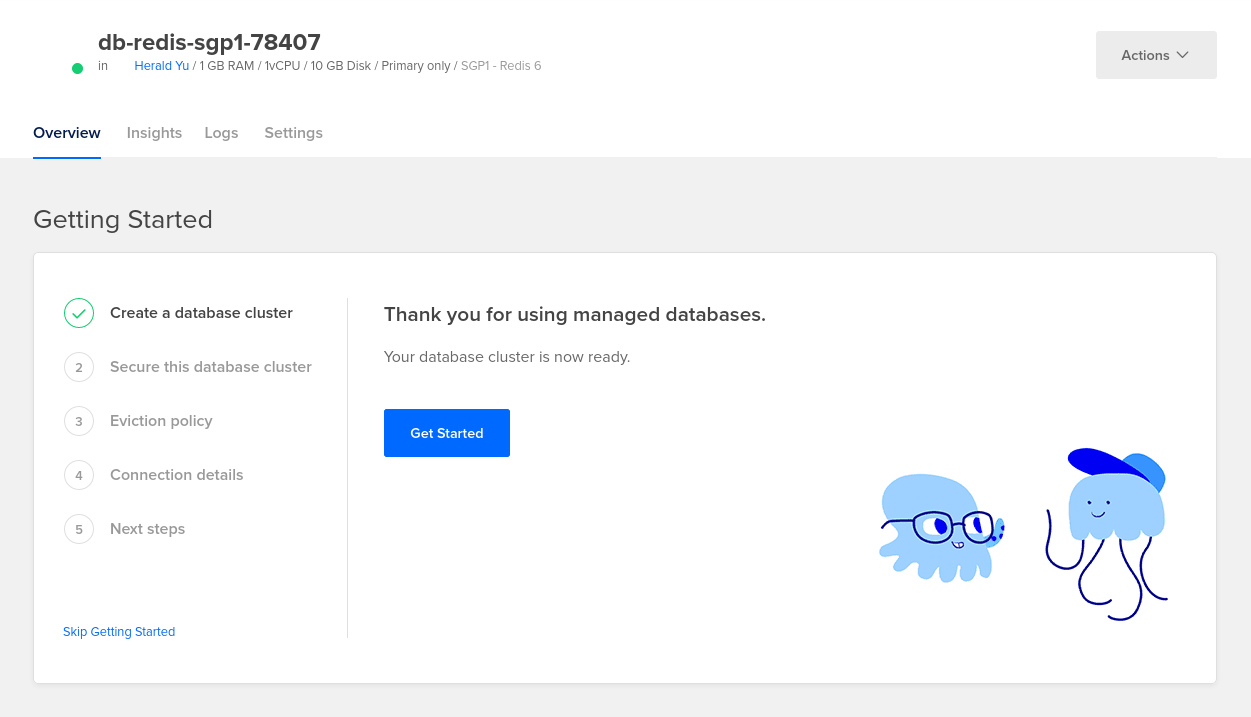 db-redis-sgp1-78407
in Herald Yu / 1 GB RAM / 1vCPU / 10 GB Disk / Primary only / SGP1 - Redis 6
Actions
Overview Insights Logs Settings
Getting Started
Create a database cluster
2 Secure this database cluster
3 Eviction policy
4 Connection details
5 Next steps
Skip Getting Started
Thank you for using managed databases.
Your database cluster is now ready.
Get Started